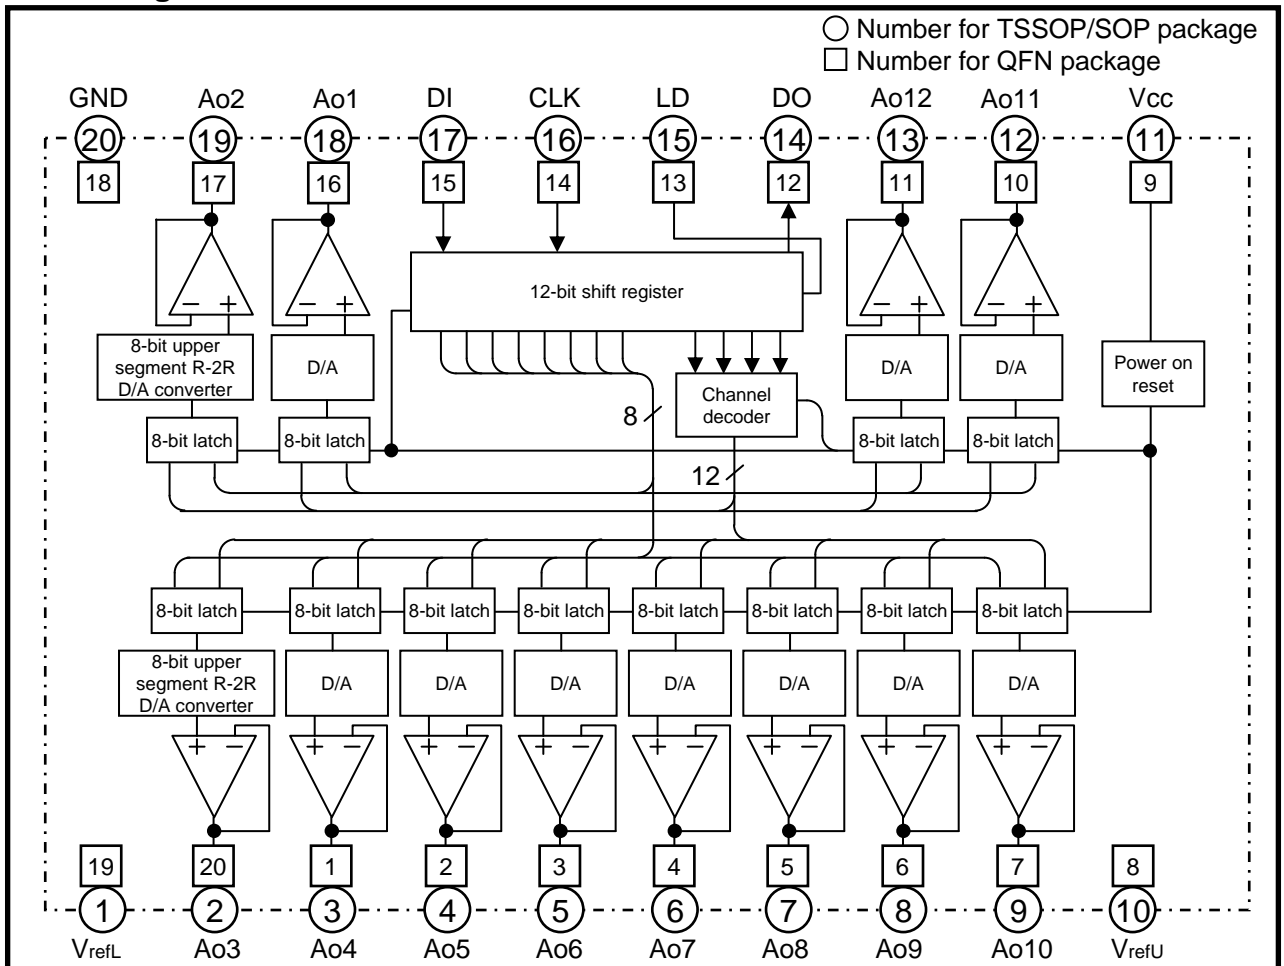 Number for TSSOP/SOP package
Number for QFN package
GND Ao2 Ao1 DI CLK LD DO Ao12 Ao11 Vcc
20 19 18 17 16 15 14 13 12 11
18 17 16 15 14 13 12 11 10 9
12-bit shift register
− + − + − + − +
8-bit upper
segment R-2R
D/A converter
D/A
D/A
D/A
Power on
reset
Channel
decoder
8
8-bit latch 8-bit latch 8-bit latch 8-bit latch
12
8-bit latch 8-bit latch 8-bit latch 8-bit latch 8-bit latch 8-bit latch 8-bit latch 8-bit latch
8-bit upper
segment R-2R
D/A converter
D/A D/A D/A D/A D/A D/A D/A
+ − + − + − + − + − + − + − + −
19 20 1 2 3 4 5 6 7 8
1 2 3 4 5 6 7 8 9 10
VrefL Ao3 Ao4 Ao5 Ao6 Ao7 Ao8 Ao9 Ao10 VrefU